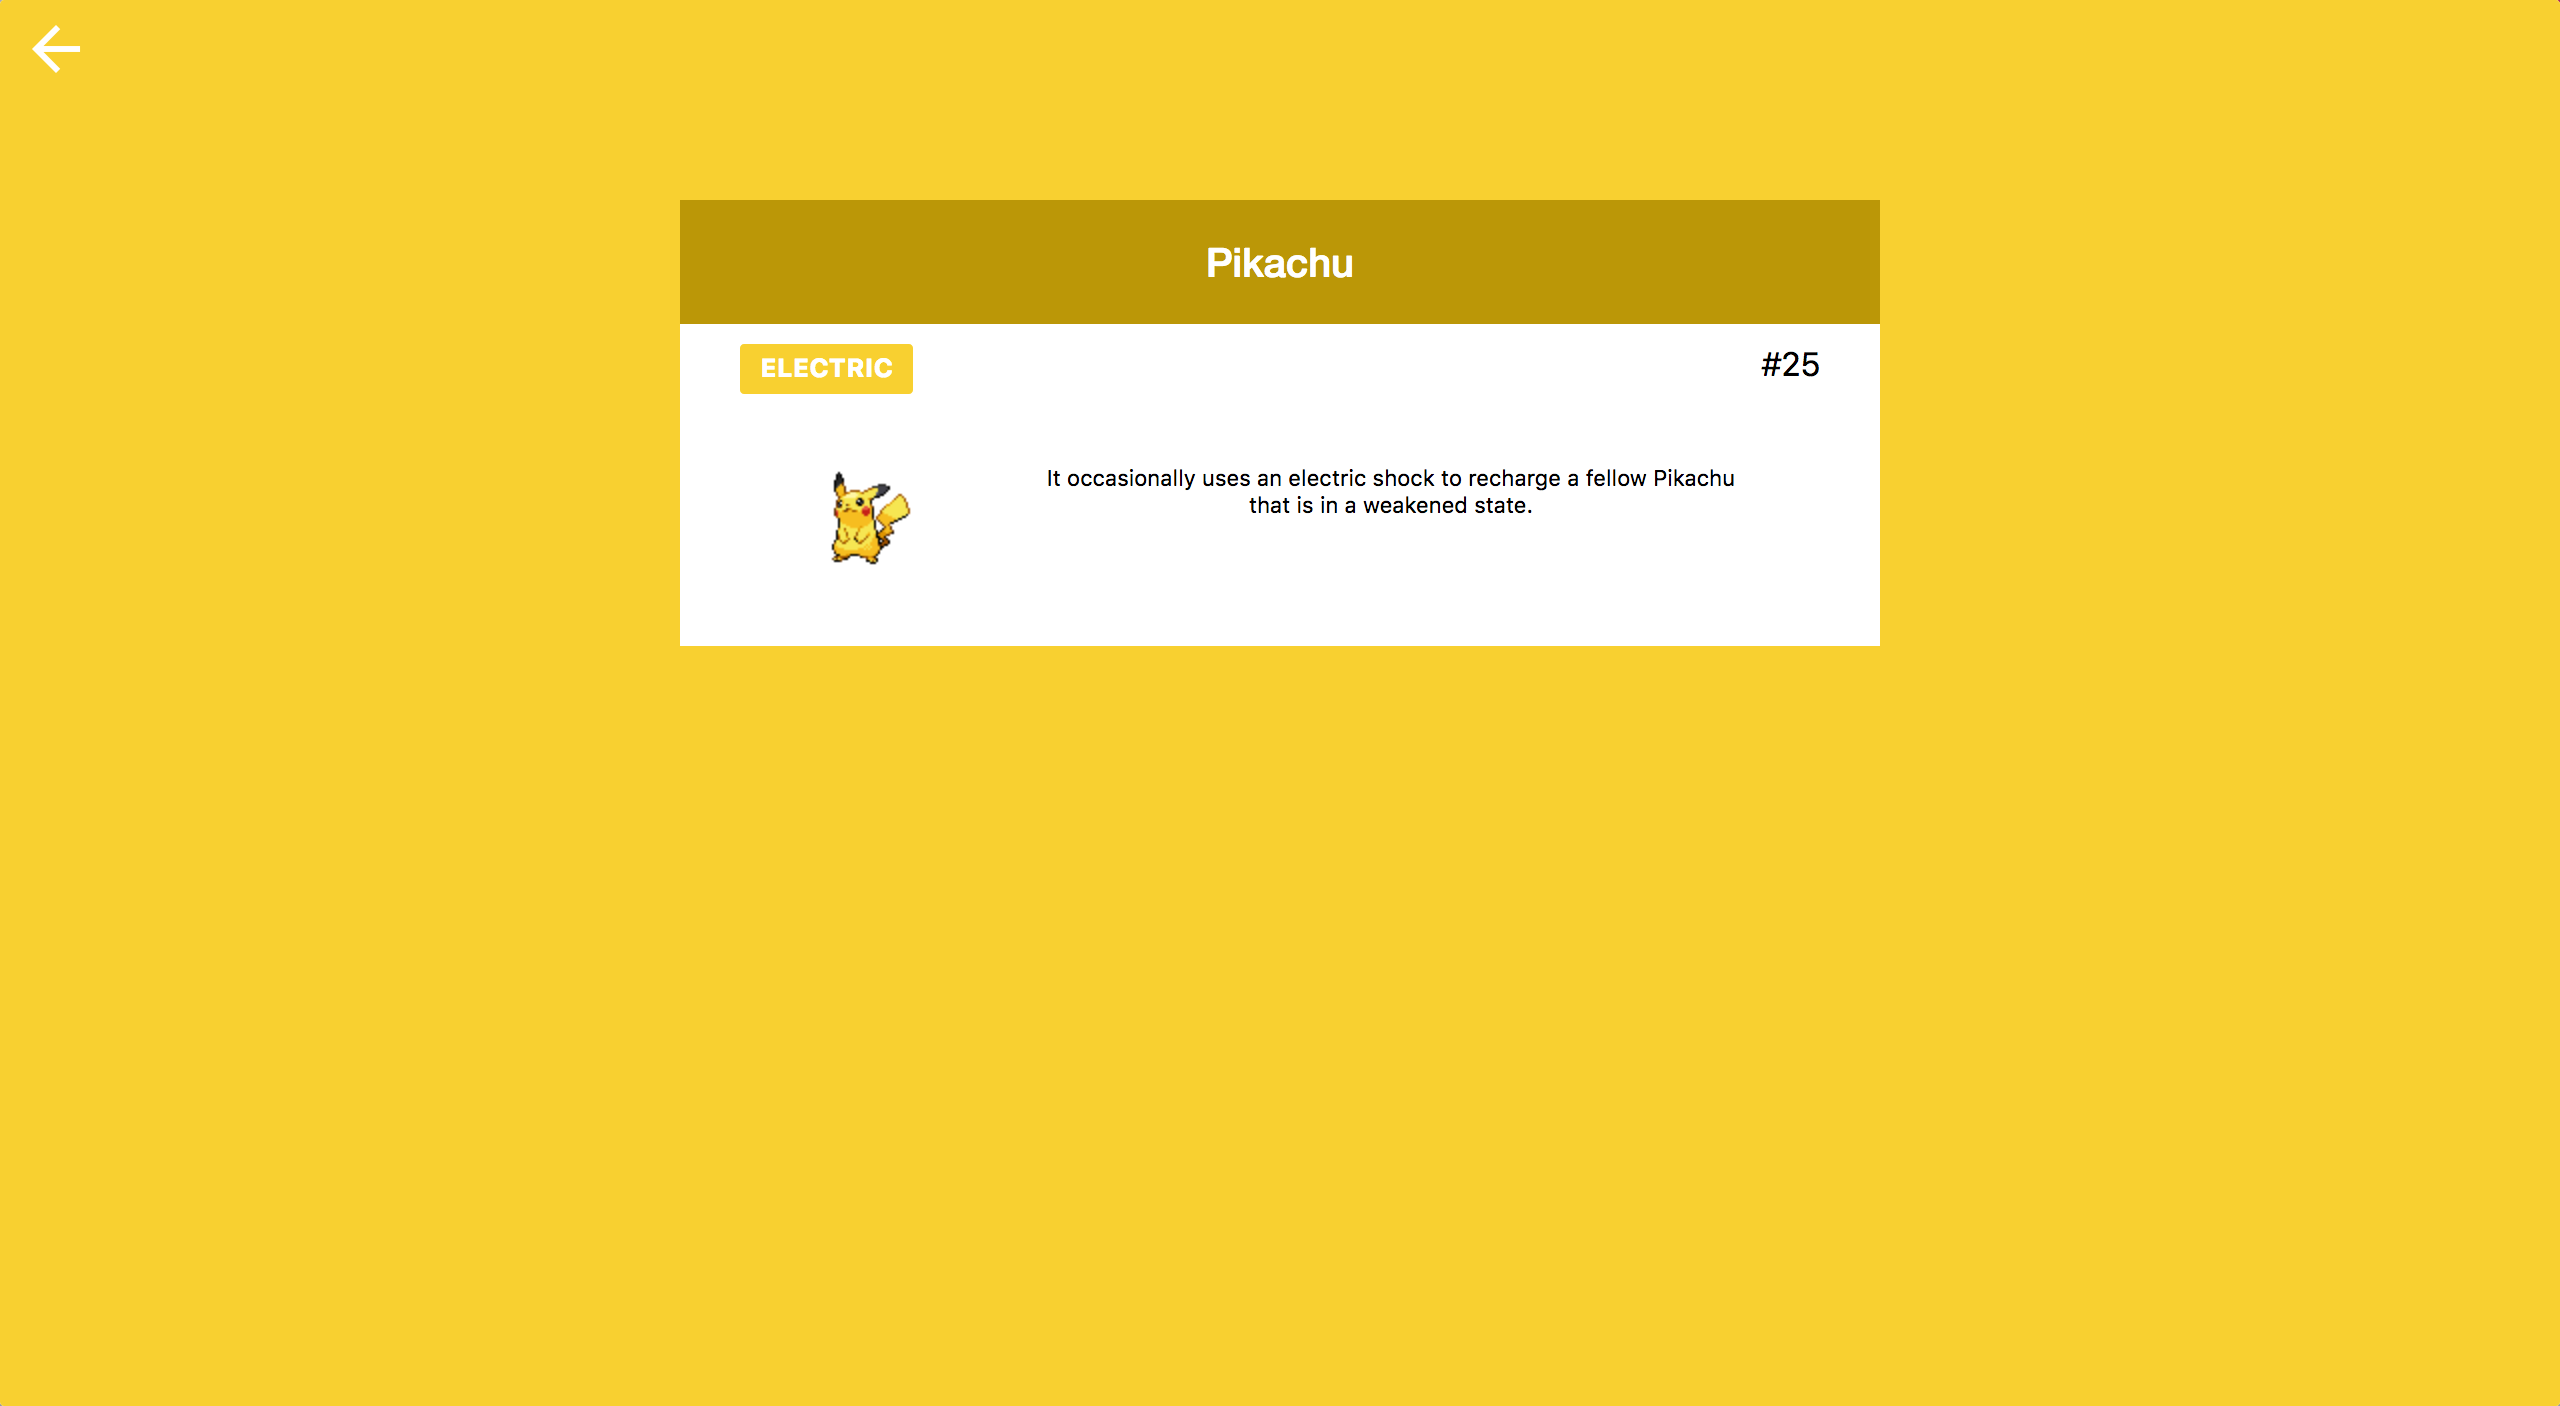 Pikachu
ELECTRIC
#25
It occasionally uses an electric shock to recharge a fellow Pikachu
that is in a weakened state.